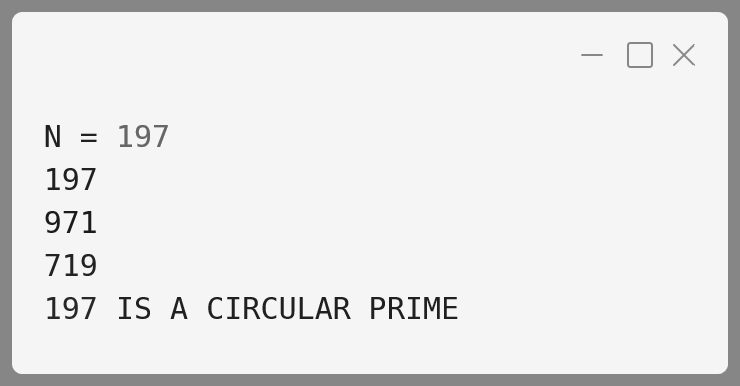 N = 197
197
971
719
197 IS A CIRCULAR PRIME